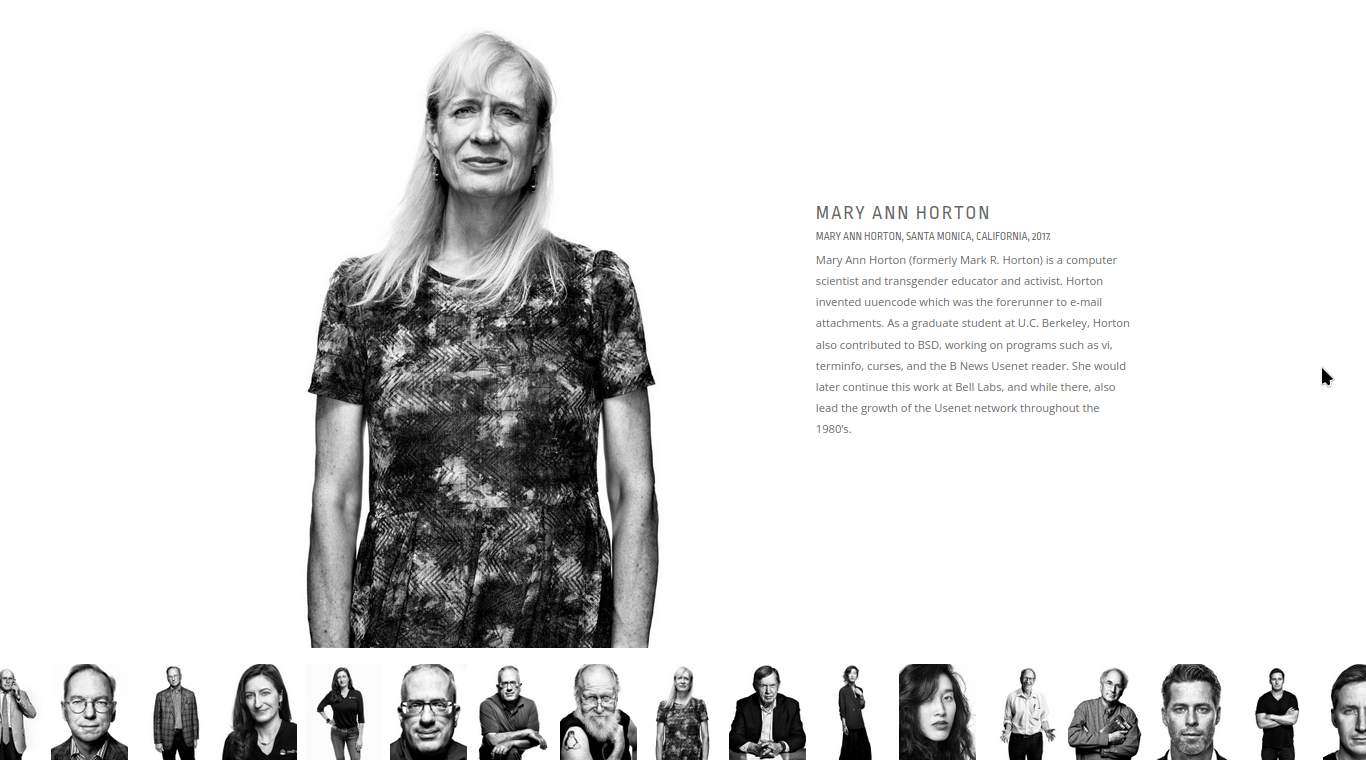 MARY ANN HORTON
MARY ANN HORTON, SANTA MONICA, CALIFORNIA, 2017.
Mary Ann Horton (formerly Mark R. Horton) is a computer
scientist and transgender educator and activist. Horton
invented uuencode which was the forerunner to e-mail
attachments. As a graduate student at U.C. Berkeley, Horton
also contributed to BSD, working on programs such as vi,
terminfo, curses, and the B News Usenet reader. She would
later continue this work at Bell Labs, and while there, also
lead the growth of the Usenet network throughout the
1980’s.